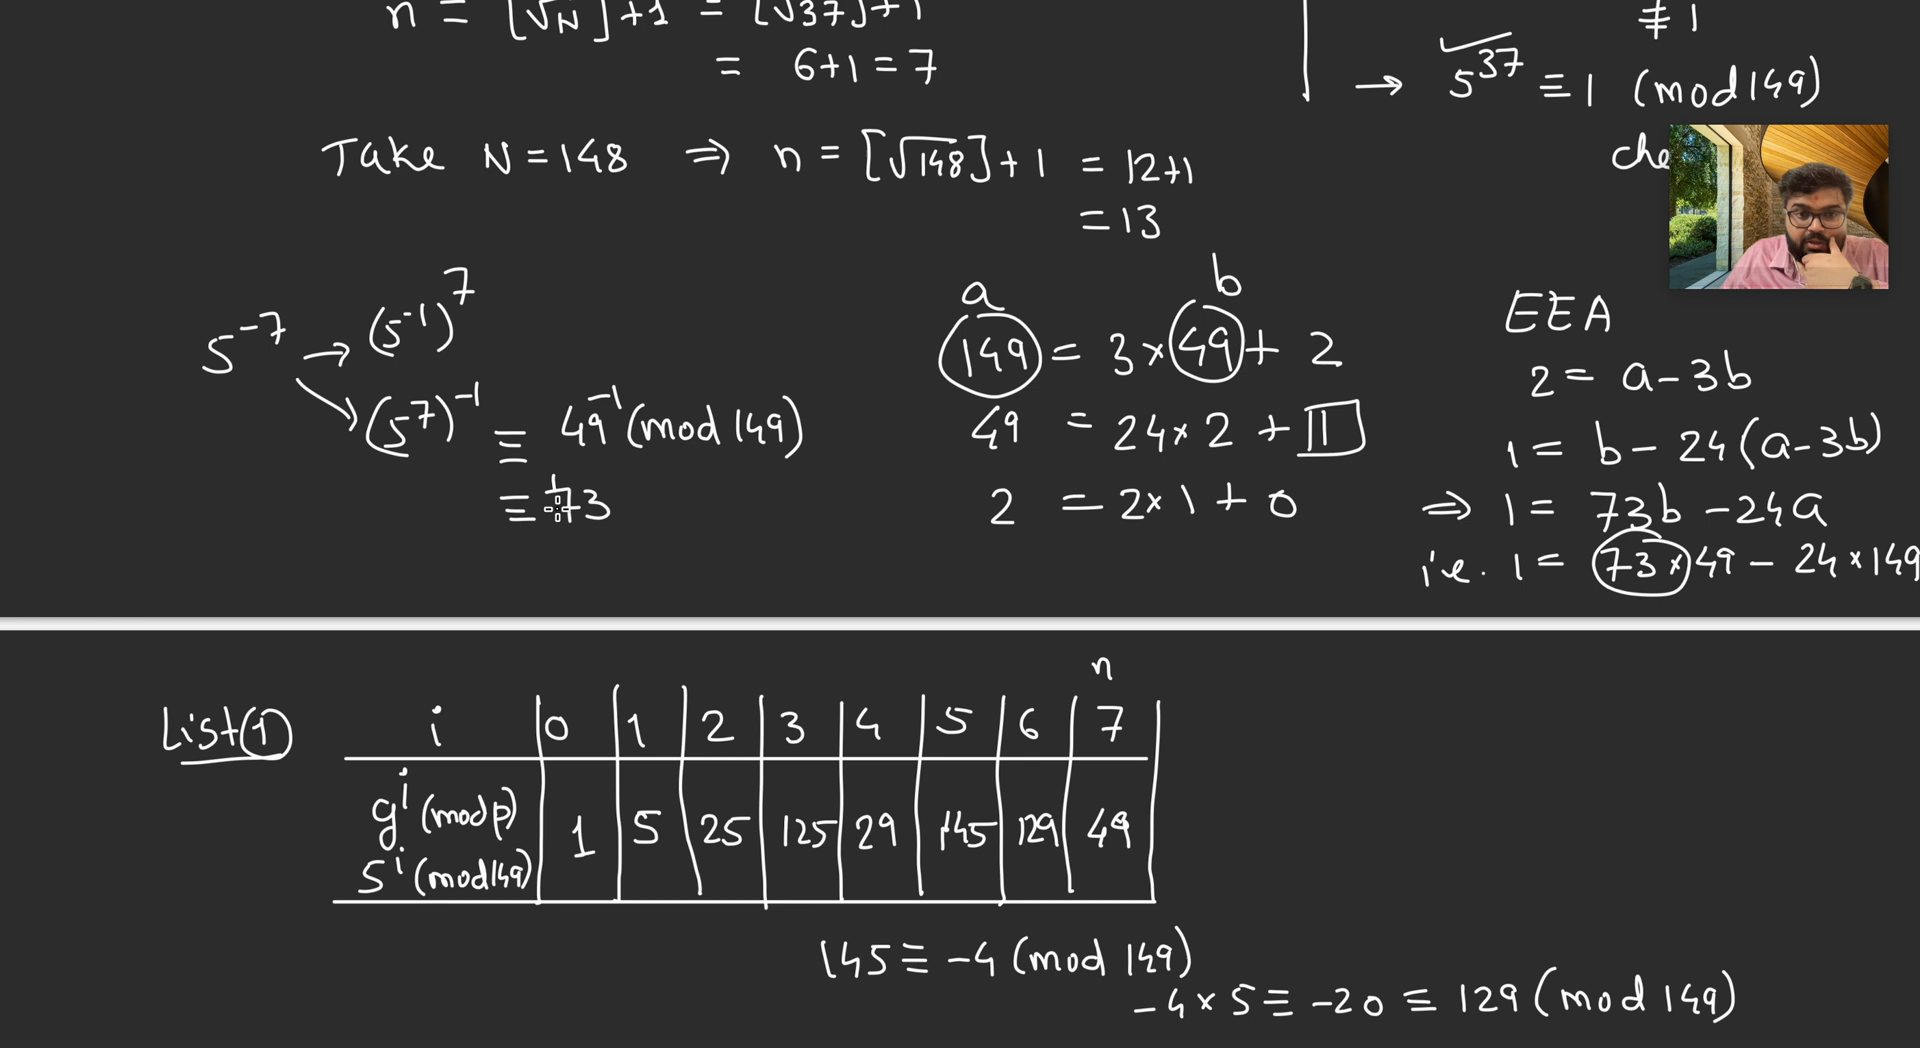 n = [√N] + 1 = [√37] + 1
= 6+1 = 7
≢ 1
→ 5^37 ≡ 1 (mod 149)
Take N = 148 ⇒ n = [√148] + 1 = 12+1
= 13
che
5^-7 → (5^-1)^7
(5^7)^-1 ≡ 49^-1 (mod 149)
≡ 73
a b
149 = 3 × 49 + 2
49 = 24 × 2 + 1
2 = 2 × 1 + 0
EEA
2 = a - 3b
1 = b - 24(a - 3b)
⇒ 1 = 73b - 24a
i.e. 1 = 73 × 49 - 24 × 149
n
List 1 i 0 1 2 3 4 5 6 7
g^i (mod p)
5^i (mod 149) 1 5 25 125 29 145 129 49
145 ≡ -4 (mod 149)
-4 × 5 ≡ -20 ≡ 129 (mod 149)